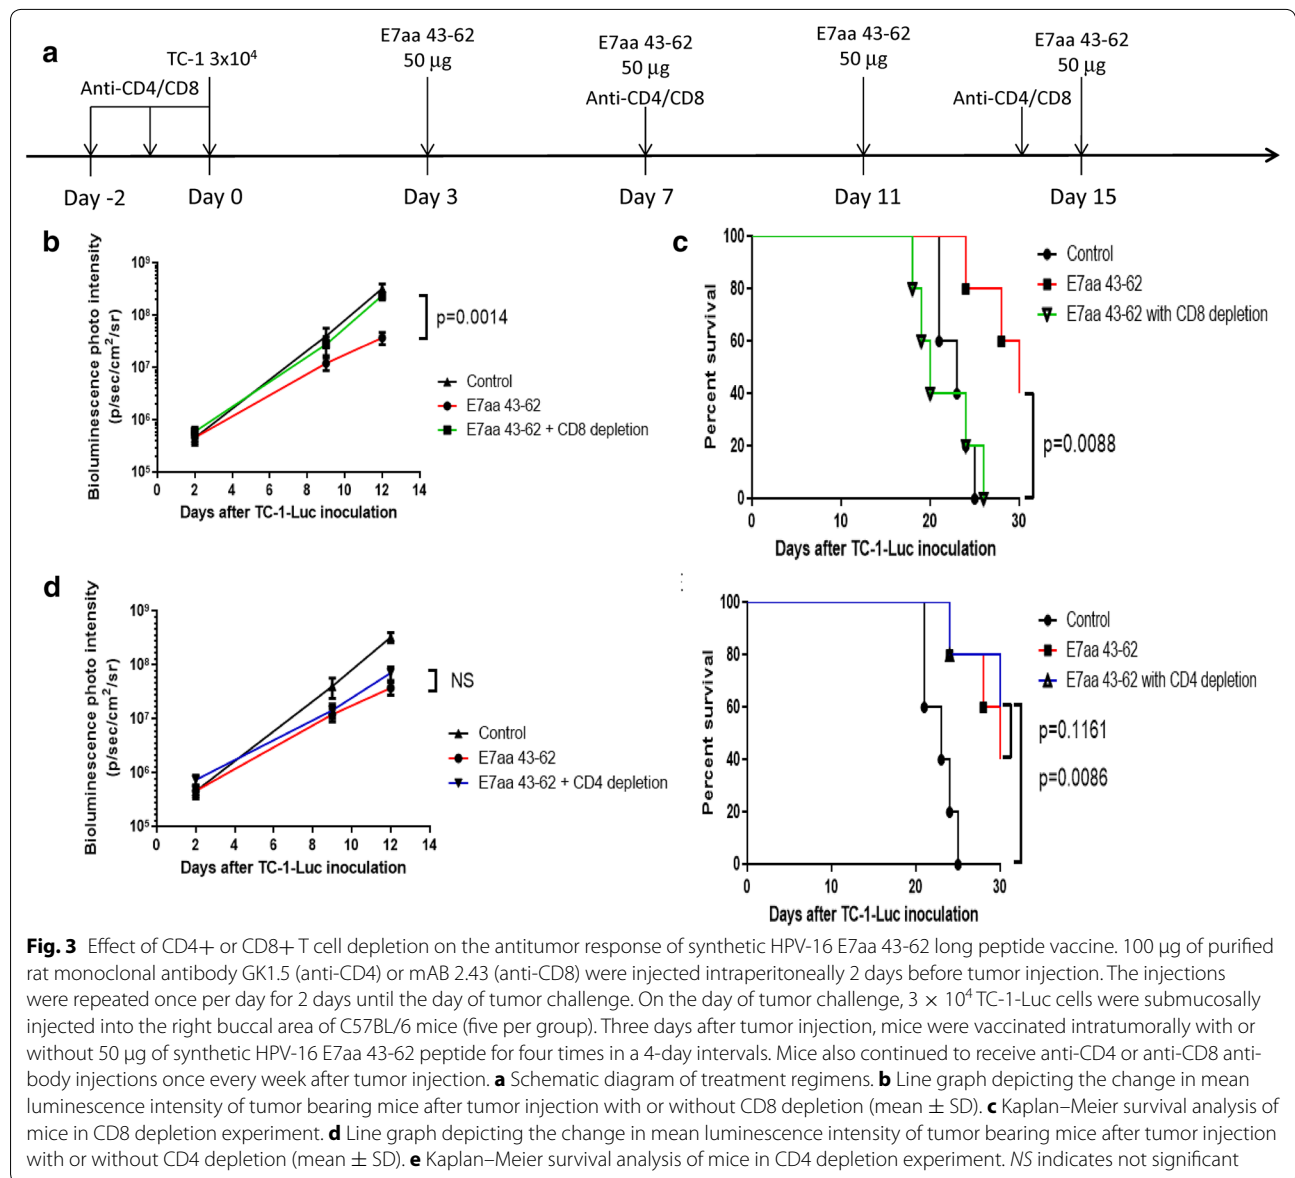 a
TC-1 3x10⁴
E7aa 43-62
50 µg
E7aa 43-62
50 µg
E7aa 43-62
50 µg
E7aa 43-62
50 µg
Anti-CD4/CD8
Anti-CD4/CD8
Anti-CD4/CD8
Day -2
Day 0
Day 3
Day 7
Day 11
Day 15
b
Bioluminescence photo intensity
(p/sec/cm²/sr)
10⁹
10⁸
10⁷
10⁶
10⁵
0 2 4 6 8 10 12 14
Days after TC-1-Luc inoculation
p=0.0014
Control
E7aa 43-62
E7aa 43-62 + CD8 depletion
c
Percent survival
100
80
60
40
20
0
0 10 20 30
Days after TC-1-Luc inoculation
Control
E7aa 43-62
E7aa 43-62 with CD8 depletion
p=0.0088
d
Bioluminescence photo intensity
(p/sec/cm²/sr)
10⁹
10⁸
10⁷
10⁶
10⁵
0 2 4 6 8 10 12 14
Days after TC-1-Luc inoculation
NS
Control
E7aa 43-62
E7aa 43-62 + CD4 depletion
Percent survival
100
80
60
40
20
0
0 10 20 30
Days after TC-1-Luc inoculation
Control
E7aa 43-62
E7aa 43-62 with CD4 depletion
p=0.1161
p=0.0086
Fig. 3 Effect of CD4+ or CD8+ T cell depletion on the antitumor response of synthetic HPV-16 E7aa 43-62 long peptide vaccine. 100 µg of purified
rat monoclonal antibody GK1.5 (anti-CD4) or mAB 2.43 (anti-CD8) were injected intraperitoneally 2 days before tumor injection. The injections
were repeated once per day for 2 days until the day of tumor challenge. On the day of tumor challenge, 3 × 10⁴ TC-1-Luc cells were submucosally
injected into the right buccal area of C57BL/6 mice (five per group). Three days after tumor injection, mice were vaccinated intratumorally with or
without 50 µg of synthetic HPV-16 E7aa 43-62 peptide for four times in a 4-day intervals. Mice also continued to receive anti-CD4 or anti-CD8 anti-
body injections once every week after tumor injection. a Schematic diagram of treatment regimens. b Line graph depicting the change in mean
luminescence intensity of tumor bearing mice after tumor injection with or without CD8 depletion (mean ± SD). c Kaplan–Meier survival analysis of
mice in CD8 depletion experiment. d Line graph depicting the change in mean luminescence intensity of tumor bearing mice after tumor injection
with or without CD4 depletion (mean ± SD). e Kaplan–Meier survival analysis of mice in CD4 depletion experiment. NS indicates not significant